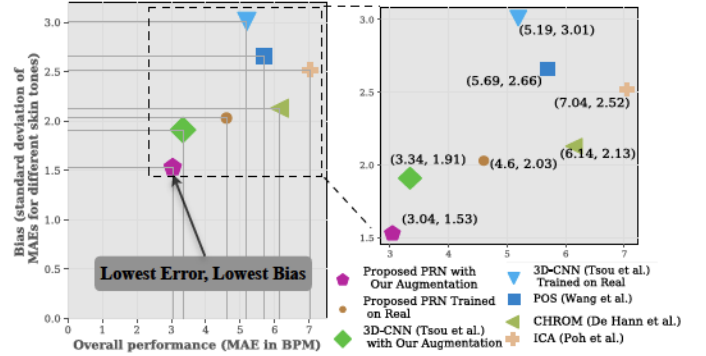 Bias (standard deviation of
MAEs for different skin tones)
3.0
2.5
2.0
1.5
1.0
0.5
0.0
0 1 2 3 4 5 6 7
Overall performance (MAE in BPM)
Lowest Error, Lowest Bias
3.0
2.5
2.0
1.5
3 4 5 6 7
(5.19, 3.01)
(5.69, 2.66)
(7.04, 2.52)
(6.14, 2.13)
(3.34, 1.91)
(4.6, 2.03)
(3.04, 1.53)
Proposed PRN with
Our Augmentation
Proposed PRN Trained
on Real
3D-CNN (Tsou et al.)
with Our Augmentation
3D-CNN (Tsou et al.)
Trained on Real
POS (Wang et al.)
CHROM (De Hann et al.)
ICA (Poh et al.)